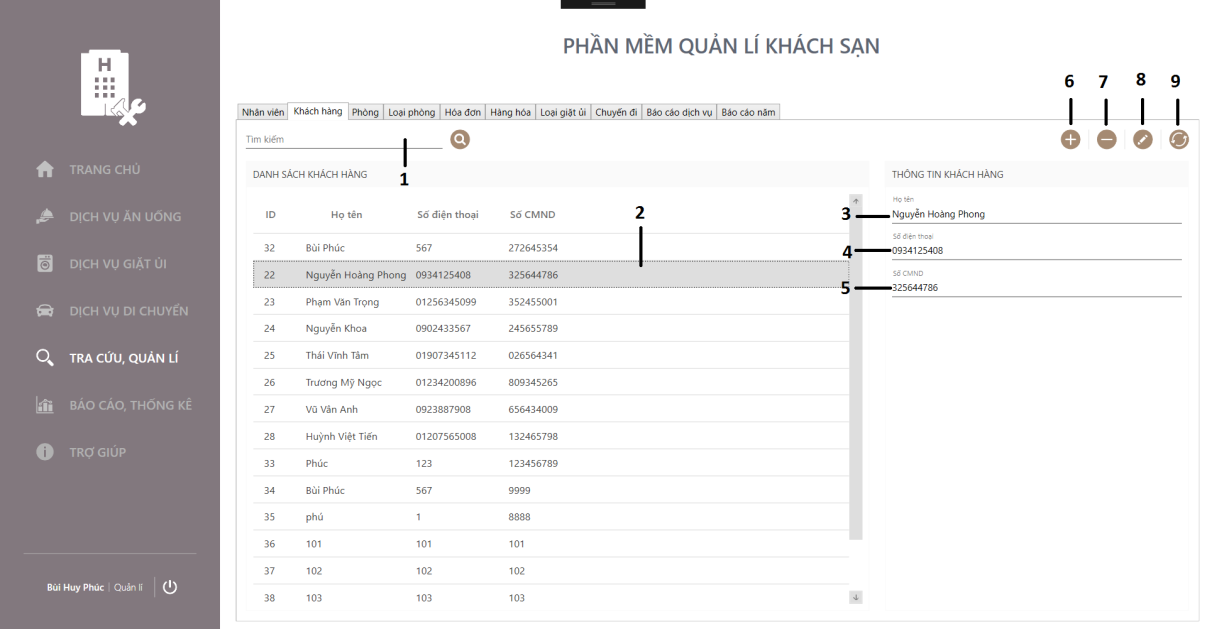 H
PHẦN MỀM QUẢN LÍ KHÁCH SẠN
TRANG CHỦ
DỊCH VỤ ĂN UỐNG
DỊCH VỤ GIẶT ỦI
DỊCH VỤ DI CHUYỂN
TRA CỨU, QUẢN LÍ
BÁO CÁO, THỐNG KÊ
TRỢ GIÚP
Bùi Huy Phúc | Quản lí
6 7 8 9
Nhân viên Khách hàng Phòng Loại phòng Hóa đơn Hàng hóa Loại giặt ủi Chuyến đi Báo cáo dịch vụ Báo cáo năm
Tìm kiếm
1
DANH SÁCH KHÁCH HÀNG
ID Họ tên Số điện thoại Số CMND
2
32 Bùi Phúc 567 272645354
22 Nguyễn Hoàng Phong 0934125408 325644786
23 Phạm Văn Trọng 01256345099 352455001
24 Nguyễn Khoa 0902433567 245655789
25 Thái Vĩnh Tâm 01907345112 026564341
26 Trương Mỹ Ngọc 01234200896 809345265
27 Vũ Vân Anh 0923887908 656434009
28 Huỳnh Việt Tiến 01207565008 132465798
33 Phúc 123 123456789
34 Bùi Phúc 567 9999
35 phú 1 8888
36 101 101 101
37 102 102 102
38 103 103 103
THÔNG TIN KHÁCH HÀNG
Họ tên
3 Nguyễn Hoàng Phong
Số điện thoại
4 0934125408
Số CMND
5 325644786